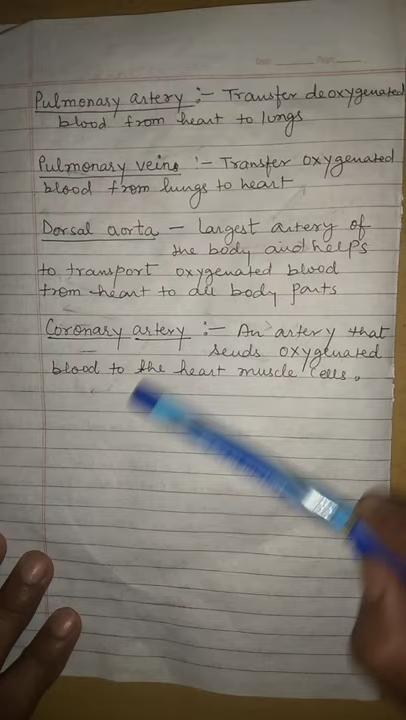 Date: Page:
Pulmonary artery :- Transfer deoxygenated
blood from heart to lungs
Pulmonary veins :- Transfer oxygenated
blood from lungs to heart
Dorsal aorta - largest artery of
the body and helps
to transport oxygenated blood
from heart to all body parts
Coronary artery :- An artery that
sends oxygenated
blood to the heart muscle cells.